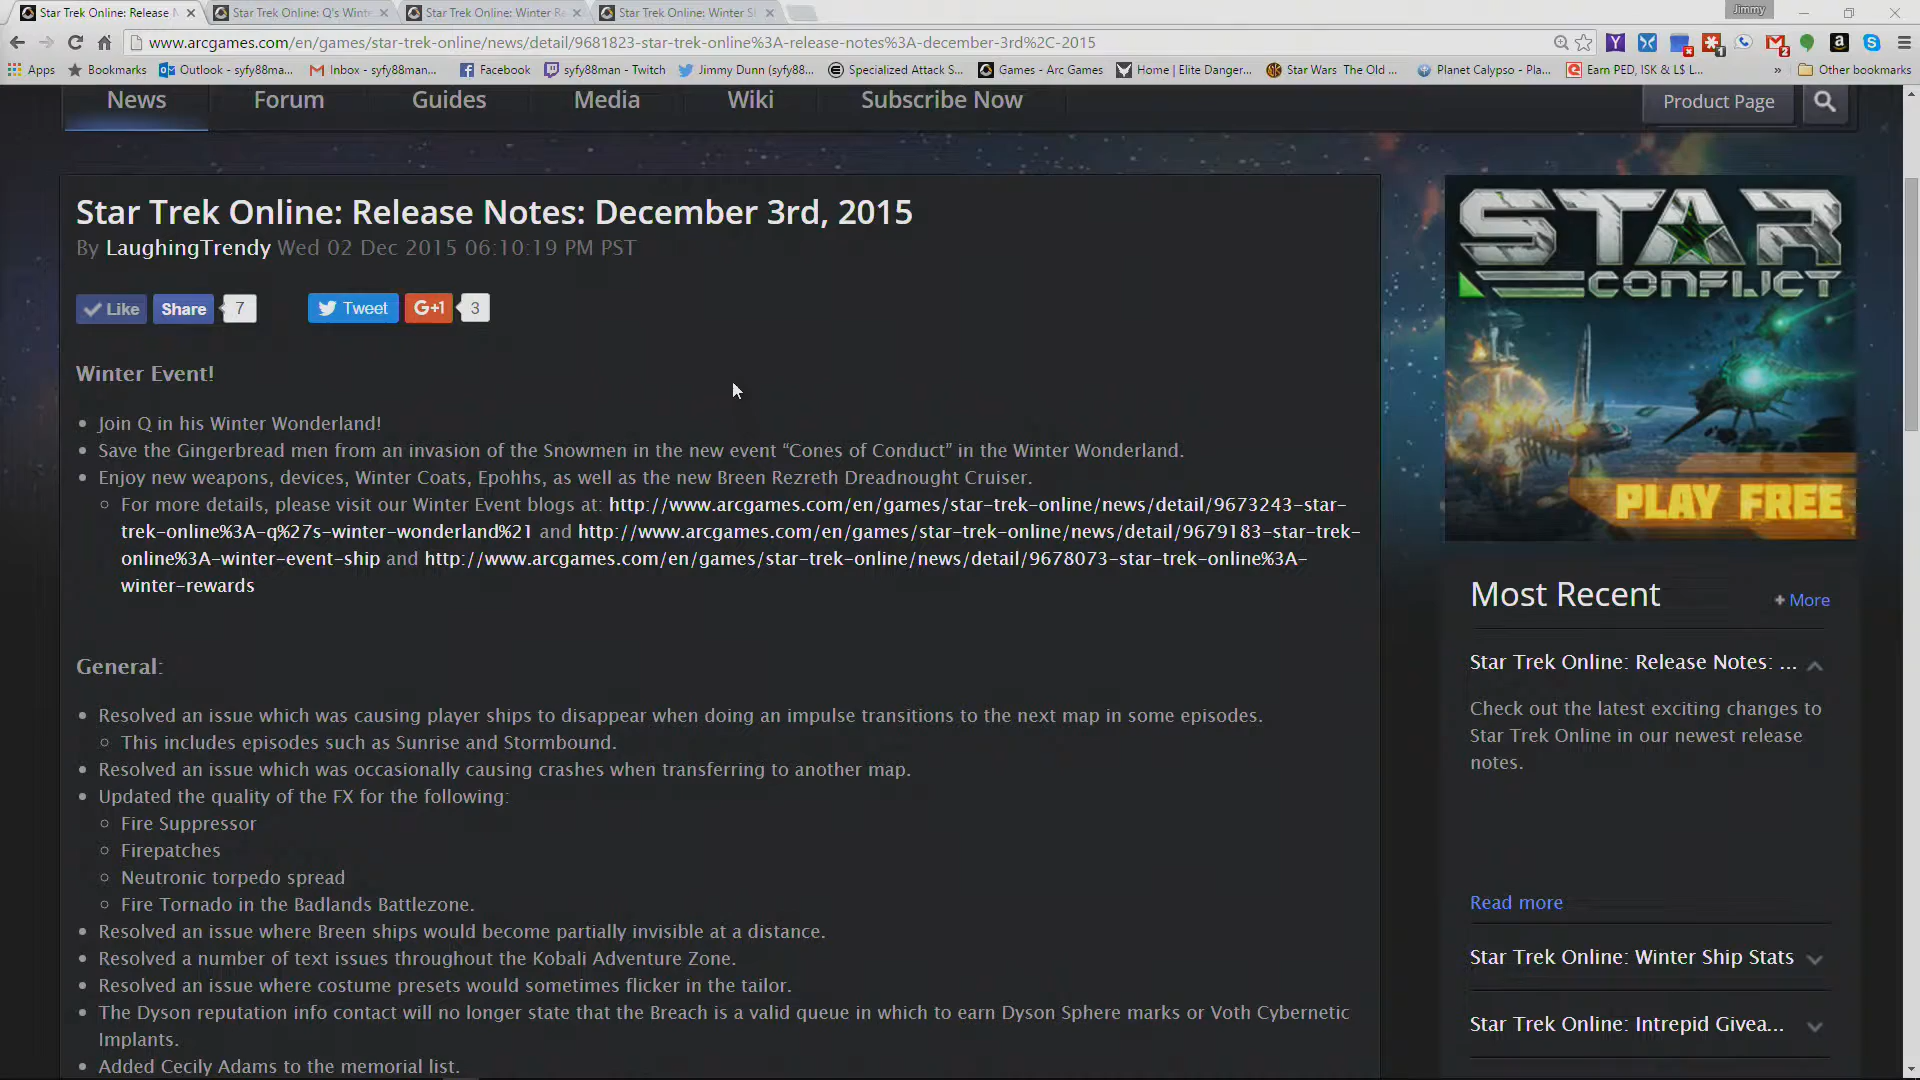 Star Trek Online: Release N
Star Trek Online: Q's Winte
Star Trek Online: Winter Re
Star Trek Online: Winter S
Jimmy
www.arcgames.com/en/games/star-trek-online/news/detail/9681823-star-trek-online%3A-release-notes%3A-december-3rd%2C-2015
Apps
Bookmarks
Outlook - syfy88ma...
Inbox - syfy88man...
Facebook
syfy88man - Twitch
Jimmy Dunn (syfy88...
Specialized Attack S...
Games - Arc Games
Home | Elite Danger...
Star Wars The Old ...
Planet Calypso - Pla...
Earn PED, ISK & L$ L...
»
Other bookmarks
News
Forum
Guides
Media
Wiki
Subscribe Now
Product Page
Star Trek Online: Release Notes: December 3rd, 2015
By LaughingTrendy Wed 02 Dec 2015 06:10:19 PM PST
Like
Share
7
Tweet
G+1
3
Winter Event!
• Join Q in his Winter Wonderland!
• Save the Gingerbread men from an invasion of the Snowmen in the new event “Cones of Conduct” in the Winter Wonderland.
• Enjoy new weapons, devices, Winter Coats, Epohhs, as well as the new Breen Rezreth Dreadnought Cruiser.
◦ For more details, please visit our Winter Event blogs at: http://www.arcgames.com/en/games/star-trek-online/news/detail/9673243-star-
trek-online%3A-q%27s-winter-wonderland%21 and http://www.arcgames.com/en/games/star-trek-online/news/detail/9679183-star-trek-
online%3A-winter-event-ship and http://www.arcgames.com/en/games/star-trek-online/news/detail/9678073-star-trek-online%3A-
winter-rewards
General:
• Resolved an issue which was causing player ships to disappear when doing an impulse transitions to the next map in some episodes.
◦ This includes episodes such as Sunrise and Stormbound.
• Resolved an issue which was occasionally causing crashes when transferring to another map.
• Updated the quality of the FX for the following:
◦ Fire Suppressor
◦ Firepatches
◦ Neutronic torpedo spread
◦ Fire Tornado in the Badlands Battlezone.
• Resolved an issue where Breen ships would become partially invisible at a distance.
• Resolved a number of text issues throughout the Kobali Adventure Zone.
• Resolved an issue where costume presets would sometimes flicker in the tailor.
• The Dyson reputation info contact will no longer state that the Breach is a valid queue in which to earn Dyson Sphere marks or Voth Cybernetic
Implants.
• Added Cecily Adams to the memorial list.
STAR
CONFLICT
PLAY FREE
Most Recent
+ More
Star Trek Online: Release Notes: ...
Check out the latest exciting changes to
Star Trek Online in our newest release
notes.
Read more
Star Trek Online: Winter Ship Stats
Star Trek Online: Intrepid Givea...